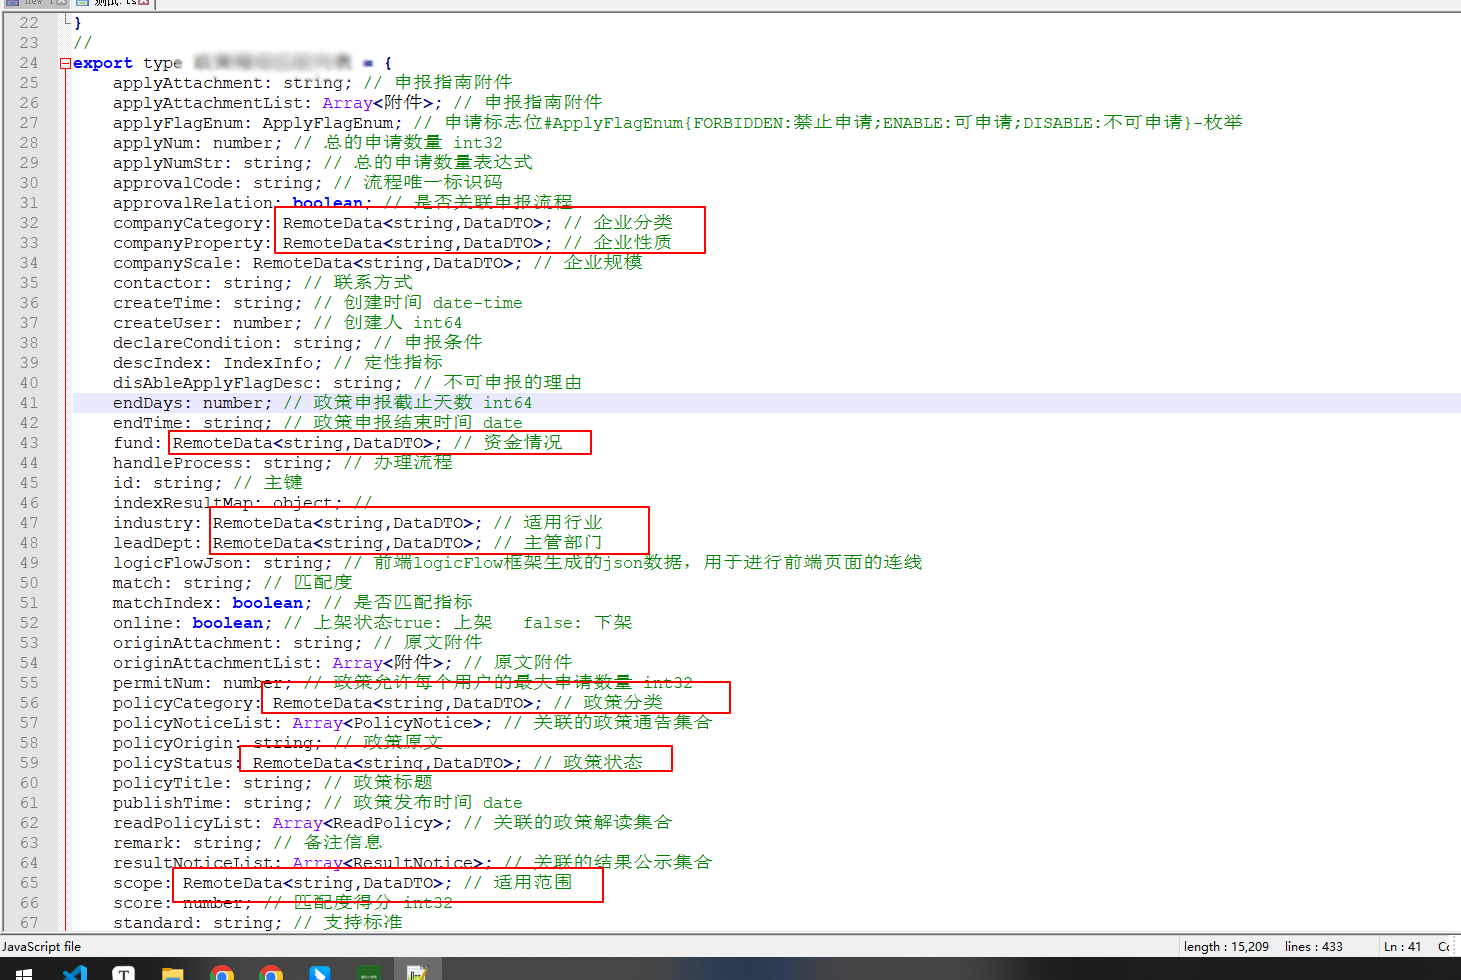 new 1
测试.ts
22 }
23 //
24 export type = {
25 applyAttachment: string; // 申报指南附件
26 applyAttachmentList: Array<附件>; // 申报指南附件
27 applyFlagEnum: ApplyFlagEnum; // 申请标志位#ApplyFlagEnum{FORBIDDEN:禁止申请;ENABLE:可申请;DISABLE:不可申请}-枚举
28 applyNum: number; // 总的申请数量 int32
29 applyNumStr: string; // 总的申请数量表达式
30 approvalCode: string; // 流程唯一标识码
31 approvalRelation: boolean; // 是否关联申报流程
32 companyCategory: RemoteData<string,DataDTO>; // 企业分类
33 companyProperty: RemoteData<string,DataDTO>; // 企业性质
34 companyScale: RemoteData<string,DataDTO>; // 企业规模
35 contactor: string; // 联系方式
36 createTime: string; // 创建时间 date-time
37 createUser: number; // 创建人 int64
38 declareCondition: string; // 申报条件
39 descIndex: IndexInfo; // 定性指标
40 disAbleApplyFlagDesc: string; // 不可申报的理由
41 endDays: number; // 政策申报截止天数 int64
42 endTime: string; // 政策申报结束时间 date
43 fund: RemoteData<string,DataDTO>; // 资金情况
44 handleProcess: string; // 办理流程
45 id: string; // 主键
46 indexResultMap: object; //
47 industry: RemoteData<string,DataDTO>; // 适用行业
48 leadDept: RemoteData<string,DataDTO>; // 主管部门
49 logicFlowJson: string; // 前端logicFlow框架生成的json数据，用于进行前端页面的连线
50 match: string; // 匹配度
51 matchIndex: boolean; // 是否匹配指标
52 online: boolean; // 上架状态true: 上架 false: 下架
53 originAttachment: string; // 原文附件
54 originAttachmentList: Array<附件>; // 原文附件
55 permitNum: number; // 政策允许每个用户的最大申请数量 int32
56 policyCategory: RemoteData<string,DataDTO>; // 政策分类
57 policyNoticeList: Array<PolicyNotice>; // 关联的政策通告集合
58 policyOrigin: string; // 政策原文
59 policyStatus: RemoteData<string,DataDTO>; // 政策状态
60 policyTitle: string; // 政策标题
61 publishTime: string; // 政策发布时间 date
62 readPolicyList: Array<ReadPolicy>; // 关联的政策解读集合
63 remark: string; // 备注信息
64 resultNoticeList: Array<ResultNotice>; // 关联的结果公示集合
65 scope: RemoteData<string,DataDTO>; // 适用范围
66 score: number; // 匹配度得分 int32
67 standard: string; // 支持标准
JavaScript file length : 15,209 lines : 433 Ln : 41